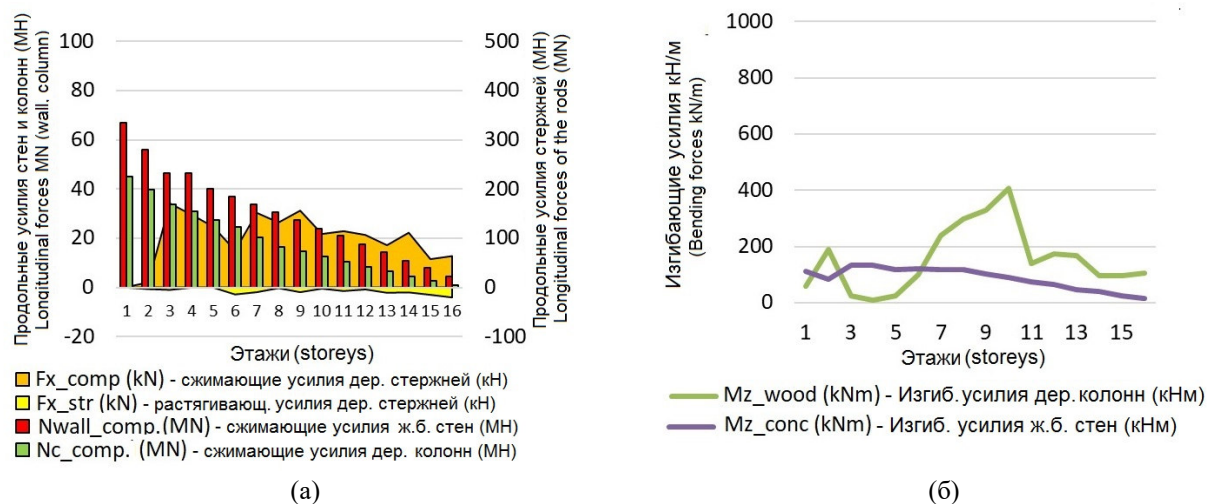 Продольные усилия стен и колонн (МН)
Longitudinal forces MN (wall. column)
100
80
60
40
20
0
-20
500
400
300
200
100
0
-100
Продольные усилия стержней (МН)
Longitudinal forces of the rods (MN)
1 2 3 4 5 6 7 8 9 10 11 12 13 14 15 16
Этажи (storeys)
Fx_comp (kN) - сжимающие усилия дер. стержней (кН)
Fx_str (kN) - растягивающ. усилия дер. стержней (кН)
Nwall_comp.(MN) - сжимающие усилия ж.б. стен (МН)
Nc_comp. (MN) - сжимающие усилия дер. колонн (МН)
(а)
Изгибающие усилия кН/м
(Bending forces kN/m)
1000
800
600
400
200
0
1 3 5 7 9 11 13 15
Этажи (storeys)
Mz_wood (kNm) - Изгиб. усилия дер. колонн (кНм)
Mz_conc (kNm) - Изгиб. усилия ж.б. стен (кНм)
(б)